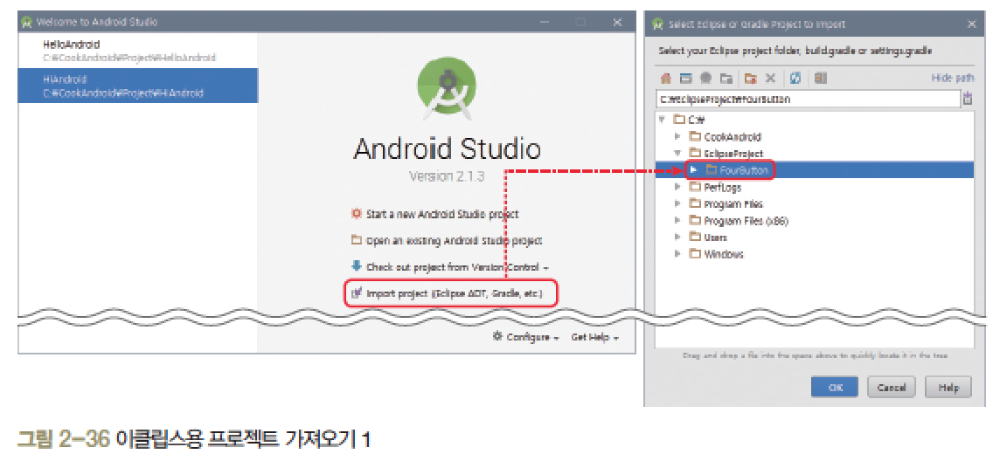 Welcome to Android Studio
HelloAndroid
C:₩CookAndroid₩Project₩HelloAndroid
HiAndroid
C:₩CookAndroid₩Project₩HiAndroid
Android Studio
Version 2.1.3
Start a new Android Studio project
Open an existing Android Studio project
Check out project from Version Control
Import project (Eclipse ADT, Gradle, etc.)
Configure
Get Help
Select Eclipse or Gradle Project to Import
Select your Eclipse project folder, build.gradle or settings.gradle
Hide path
C:₩EclipseProject₩FourButton
C:₩
CookAndroid
EclipseProject
FourButton
PerfLogs
Program Files
Program Files (x86)
Users
Windows
Drag and drop a file into the space above to quickly locate it in the tree
OK Cancel Help
그림 2-36 이클립스용 프로젝트 가져오기 1